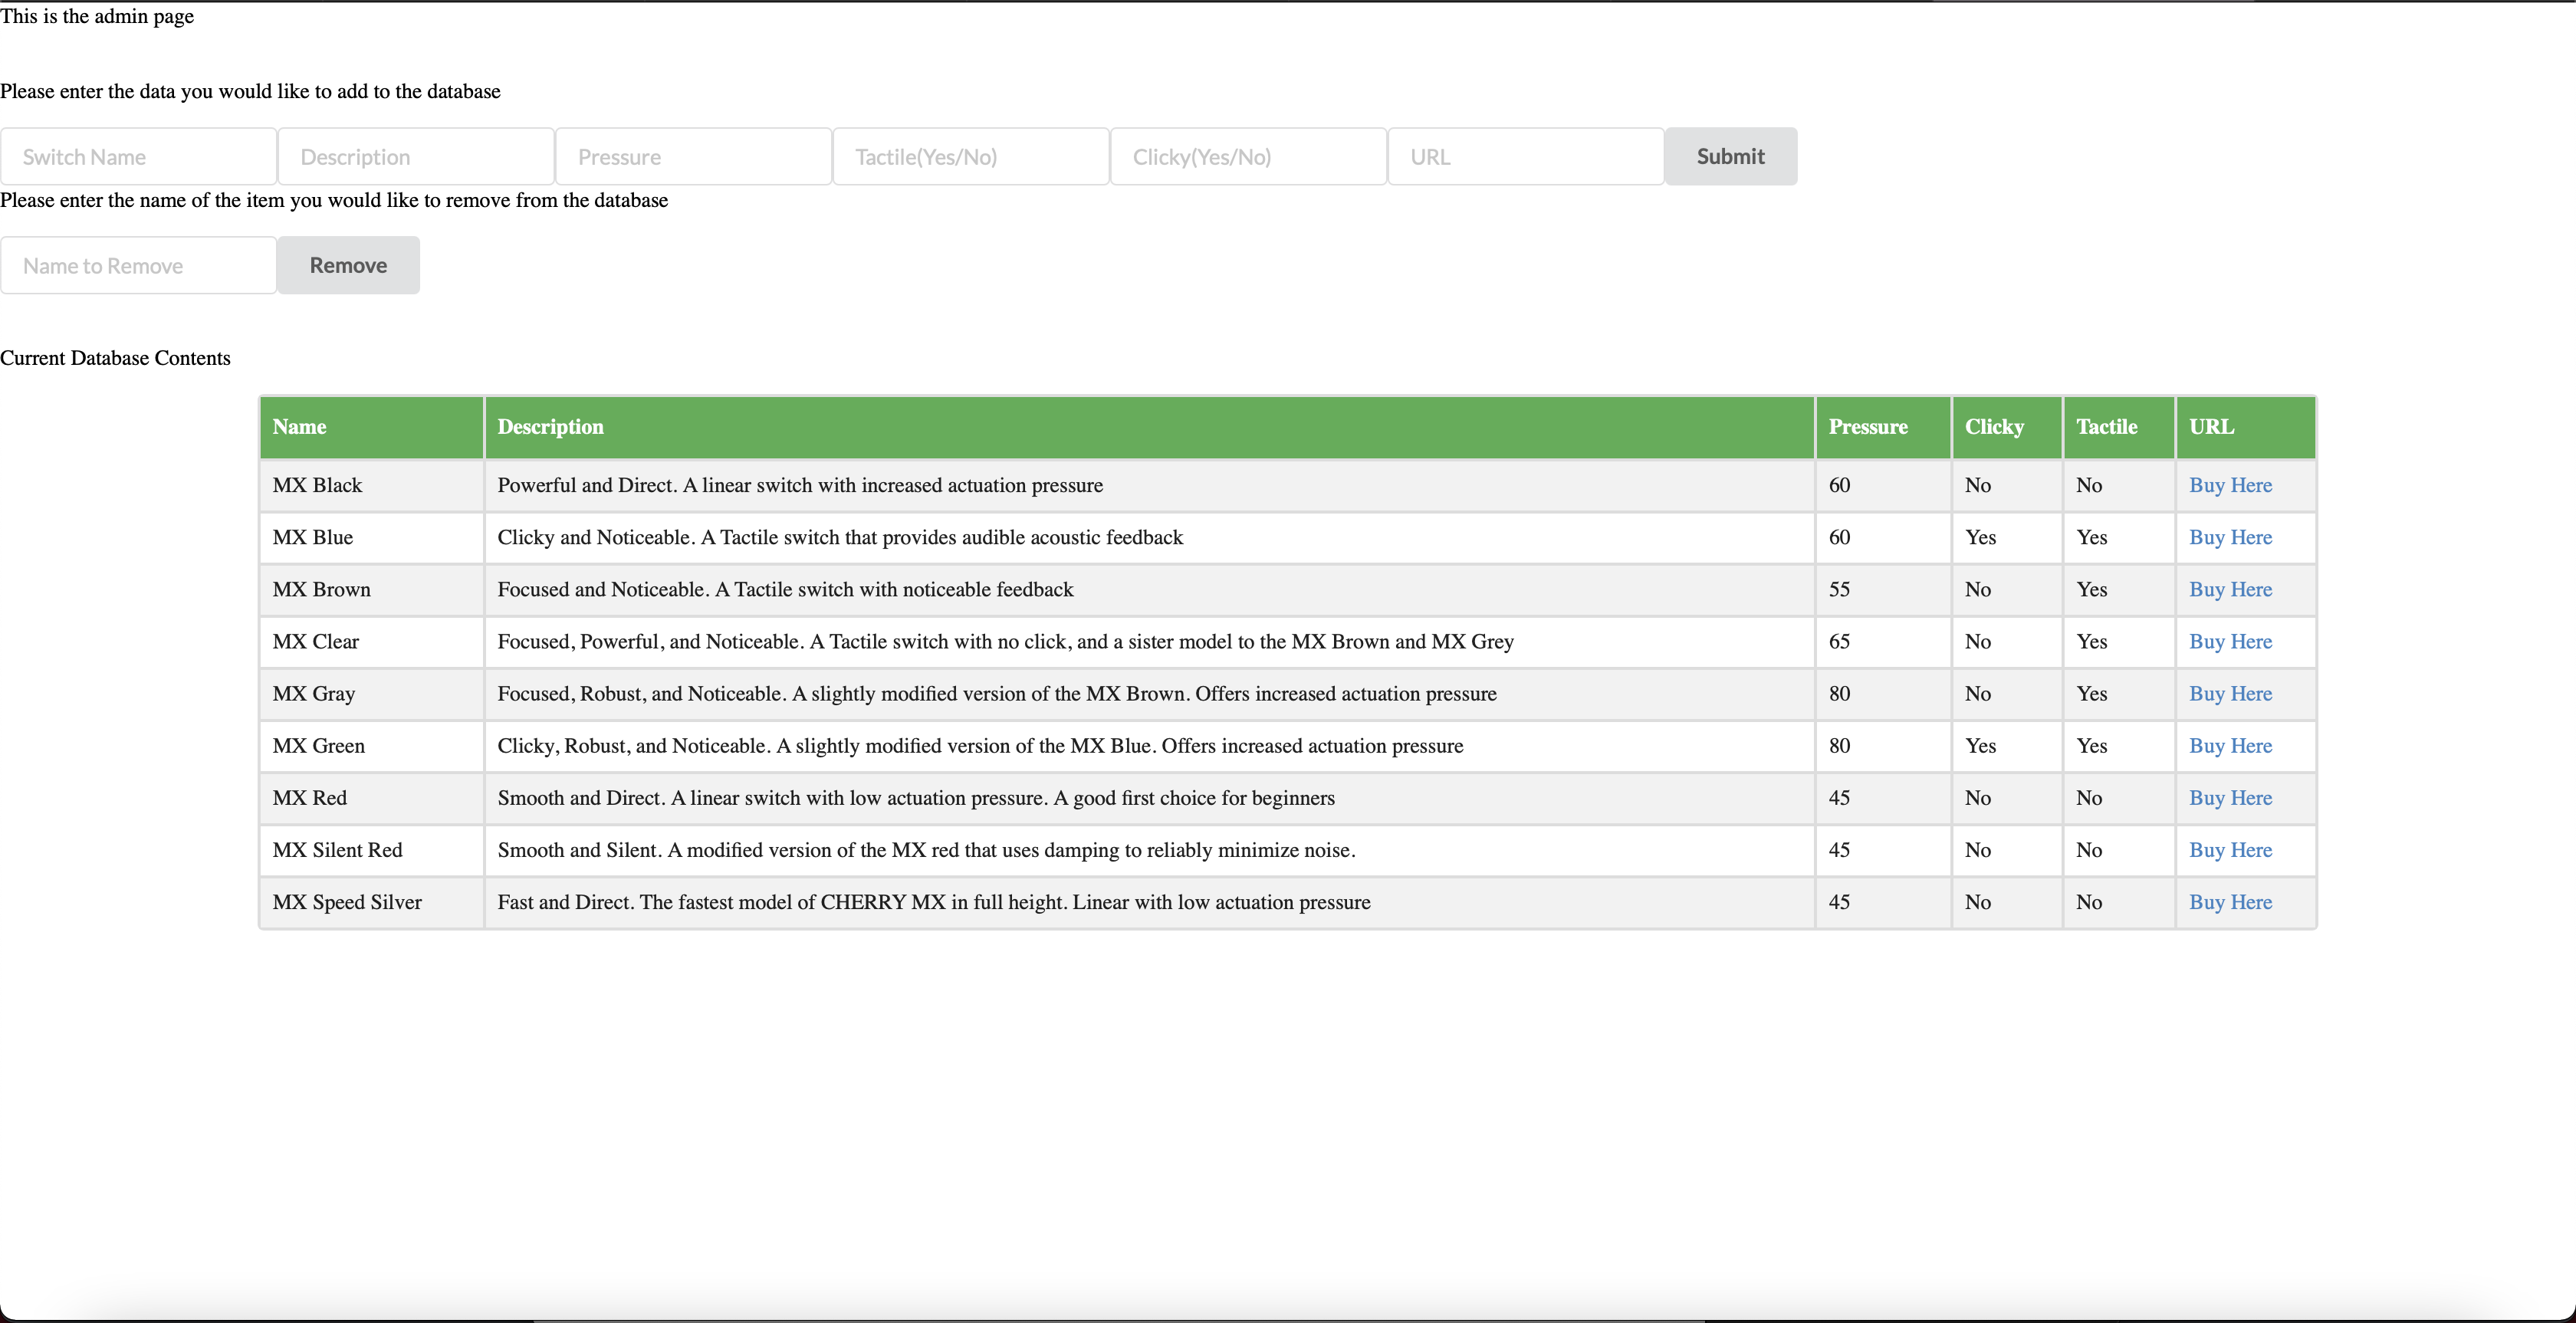 This is the admin page
Please enter the data you would like to add to the database
Switch Name Description Pressure Tactile(Yes/No) Clicky(Yes/No) URL Submit
Please enter the name of the item you would like to remove from the database
Name to Remove Remove
Current Database Contents
Name Description Pressure Clicky Tactile URL
MX Black Powerful and Direct. A linear switch with increased actuation pressure 60 No No Buy Here
MX Blue Clicky and Noticeable. A Tactile switch that provides audible acoustic feedback 60 Yes Yes Buy Here
MX Brown Focused and Noticeable. A Tactile switch with noticeable feedback 55 No Yes Buy Here
MX Clear Focused, Powerful, and Noticeable. A Tactile switch with no click, and a sister model to the MX Brown and MX Grey 65 No Yes Buy Here
MX Gray Focused, Robust, and Noticeable. A slightly modified version of the MX Brown. Offers increased actuation pressure 80 No Yes Buy Here
MX Green Clicky, Robust, and Noticeable. A slightly modified version of the MX Blue. Offers increased actuation pressure 80 Yes Yes Buy Here
MX Red Smooth and Direct. A linear switch with low actuation pressure. A good first choice for beginners 45 No No Buy Here
MX Silent Red Smooth and Silent. A modified version of the MX red that uses damping to reliably minimize noise. 45 No No Buy Here
MX Speed Silver Fast and Direct. The fastest model of CHERRY MX in full height. Linear with low actuation pressure 45 No No Buy Here